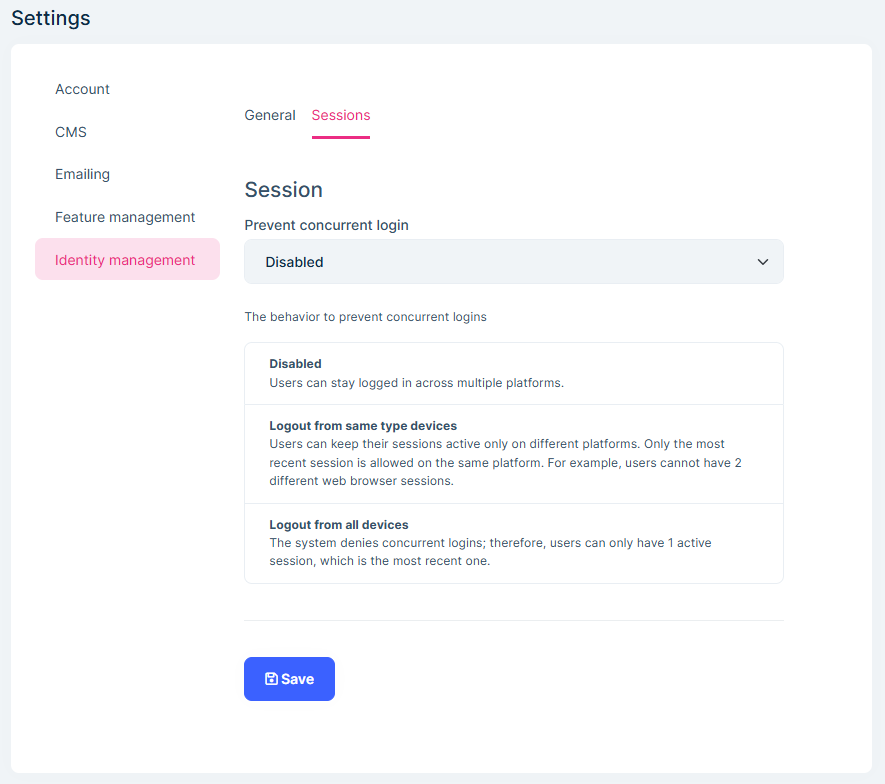 Settings
Account
CMS
Emailing
Feature management
Identity management
General
Sessions
Session
Prevent concurrent login
Disabled
The behavior to prevent concurrent logins
Disabled
Users can stay logged in across multiple platforms.
Logout from same type devices
Users can keep their sessions active only on different platforms. Only the most
recent session is allowed on the same platform. For example, users cannot have 2
different web browser sessions.
Logout from all devices
The system denies concurrent logins; therefore, users can only have 1 active
session, which is the most recent one.
Save